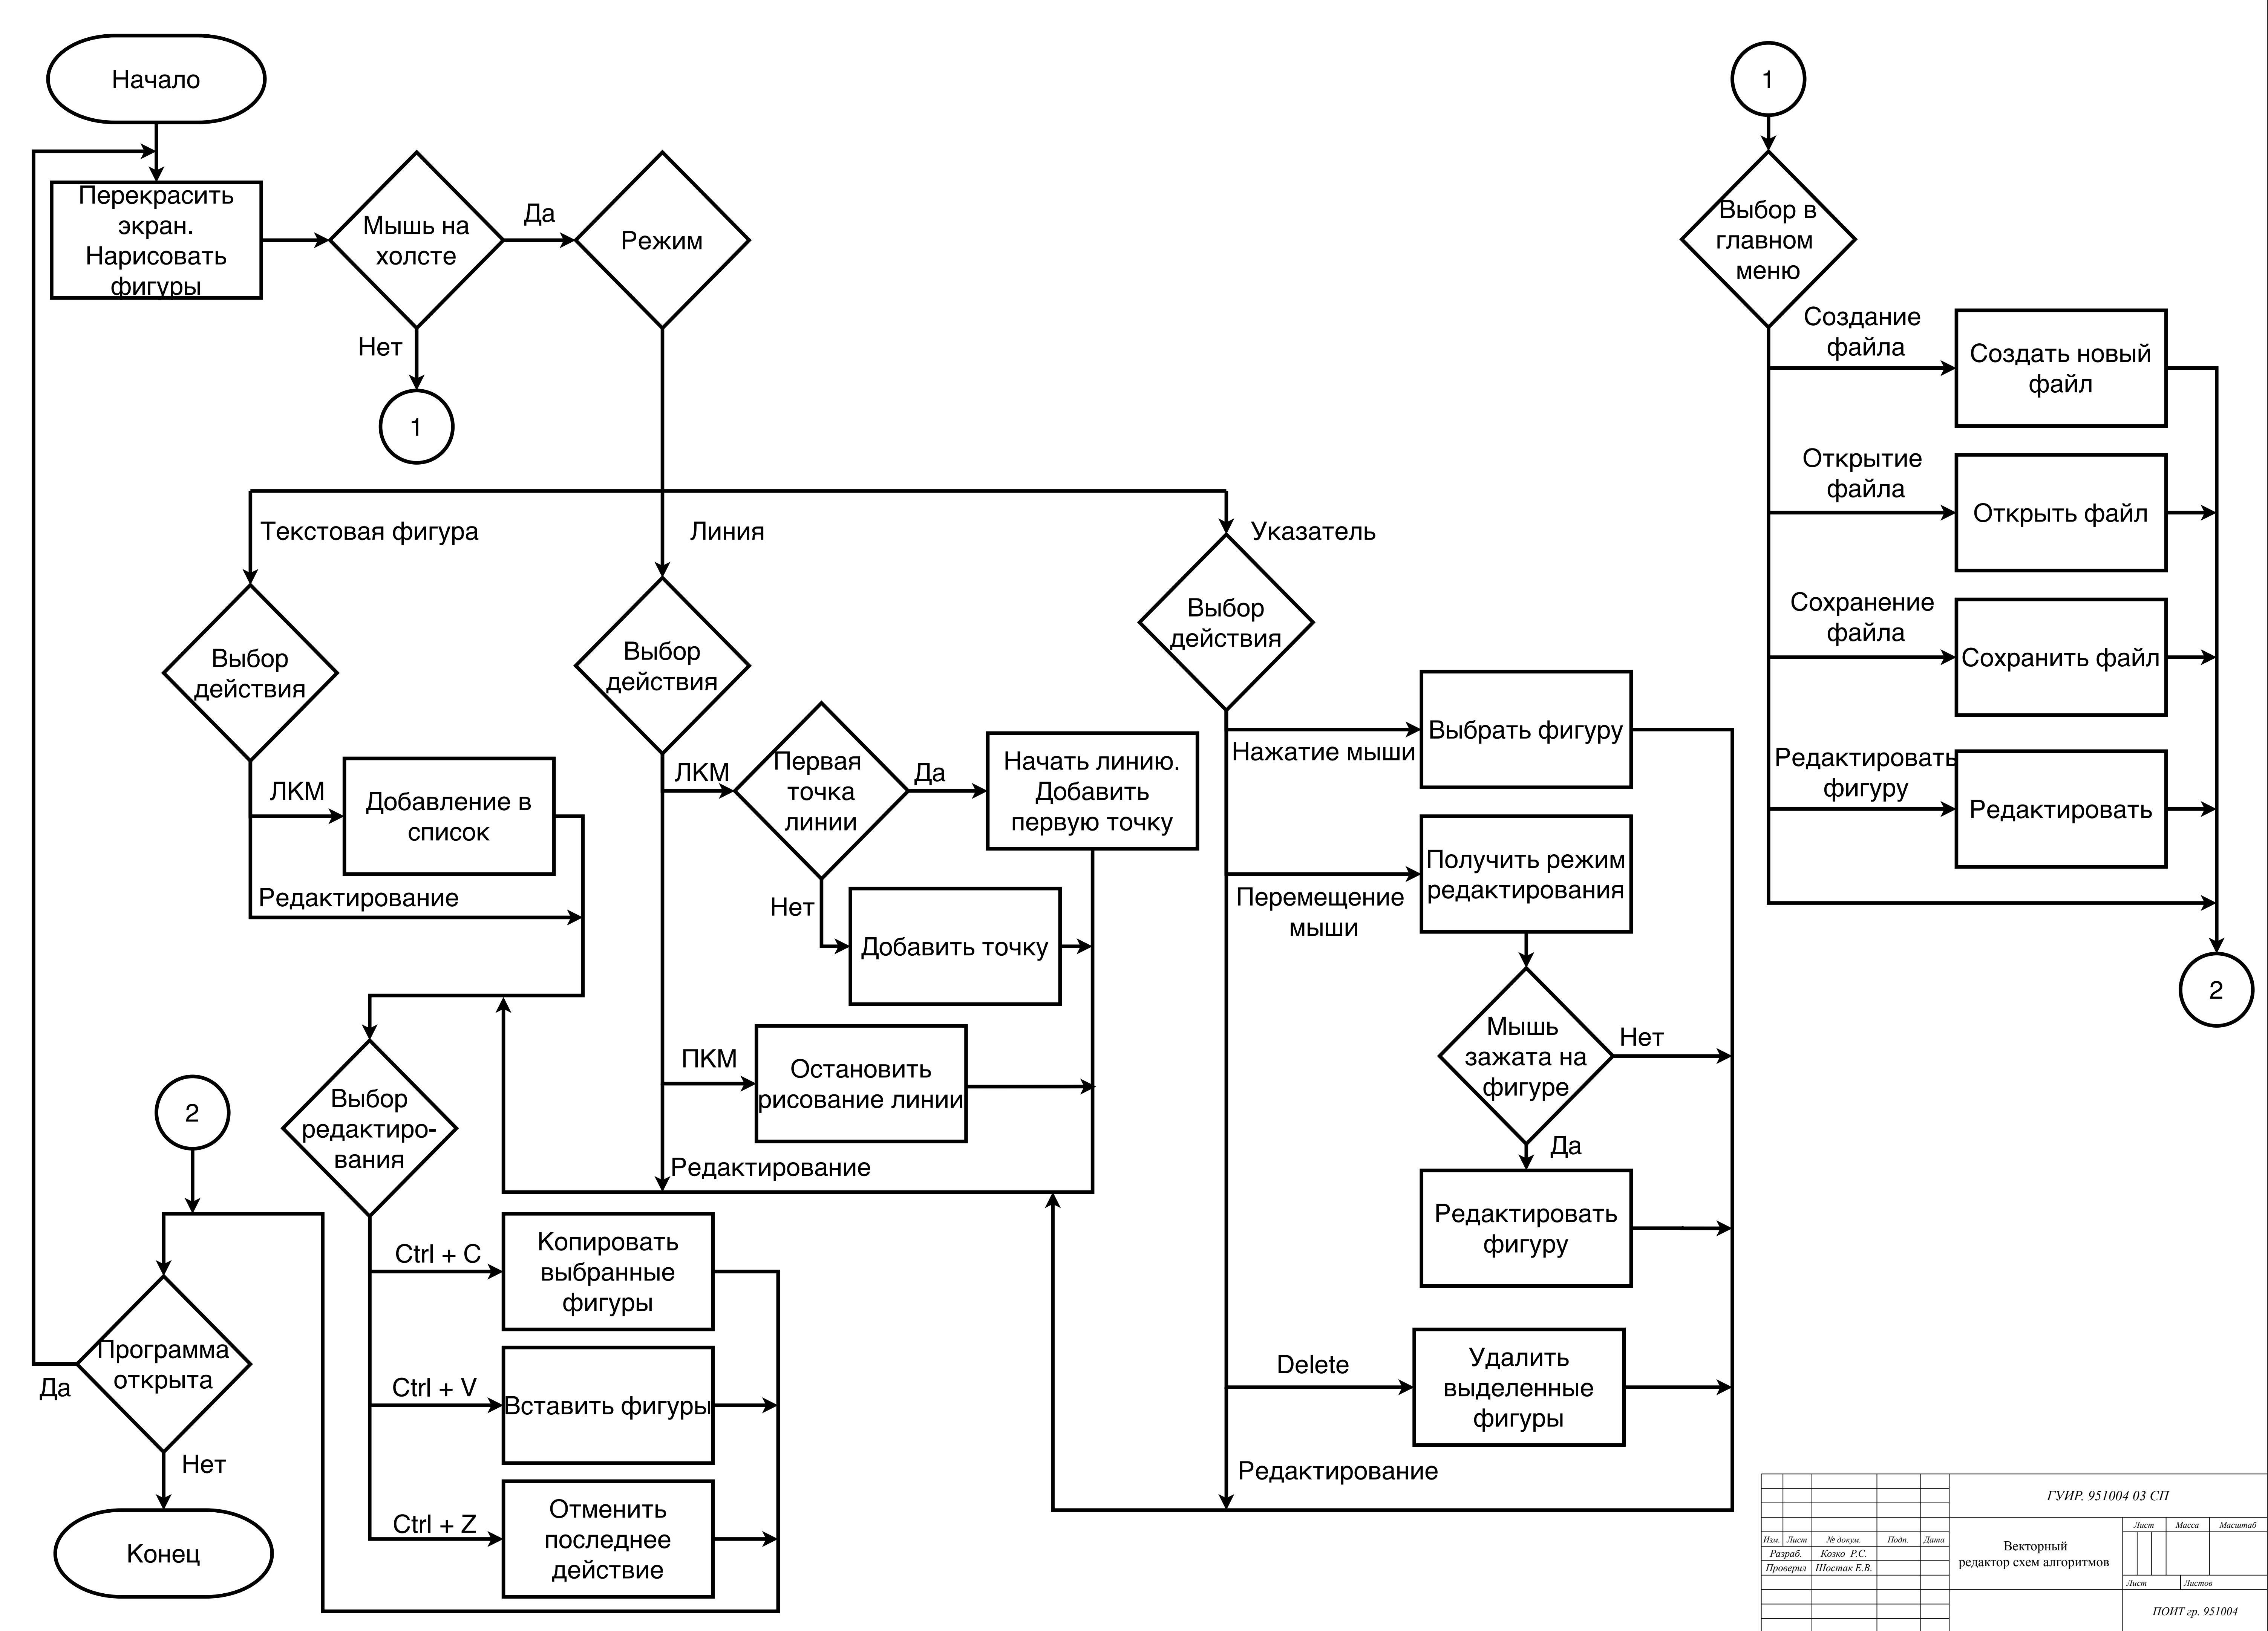 Начало
Перекрасить
экран.
Нарисовать
фигуры
Мышь на
холсте
Да
Нет
1
Режим
Текстовая фигура
Линия
Указатель
Выбор
действия
ЛКМ
Добавление в
список
Редактирование
Выбор
действия
ЛКМ
Первая
точка
линии
Да
Начать линию.
Добавить
первую точку
Нет
Добавить точку
ПКМ
Остановить
рисование линии
Редактирование
Выбор
действия
Нажатие мыши
Выбрать фигуру
Перемещение
мыши
Получить режим
редактирования
Мышь
зажата на
фигуре
Нет
Да
Редактировать
фигуру
Delete
Удалить
выделенные
фигуры
Редактирование
Выбор
редактиро-
вания
Ctrl + C
Копировать
выбранные
фигуры
Ctrl + V
Вставить фигуры
Ctrl + Z
Отменить
последнее
действие
2
Программа
открыта
Да
Нет
Конец
1
Выбор в
главном
меню
Создание
файла
Создать новый
файл
Открытие
файла
Открыть файл
Сохранение
файла
Сохранить файл
Редактировать
фигуру
Редактировать
2
ГУИР. 951004 03 СП
Изм. Лист № докум. Подп. Дата
Разраб. Козко Р.С.
Проверил Шостак Е.В.
Векторный
редактор схем алгоритмов
Лист Масса Масштаб
Лист Листов
ПОИТ гр. 951004